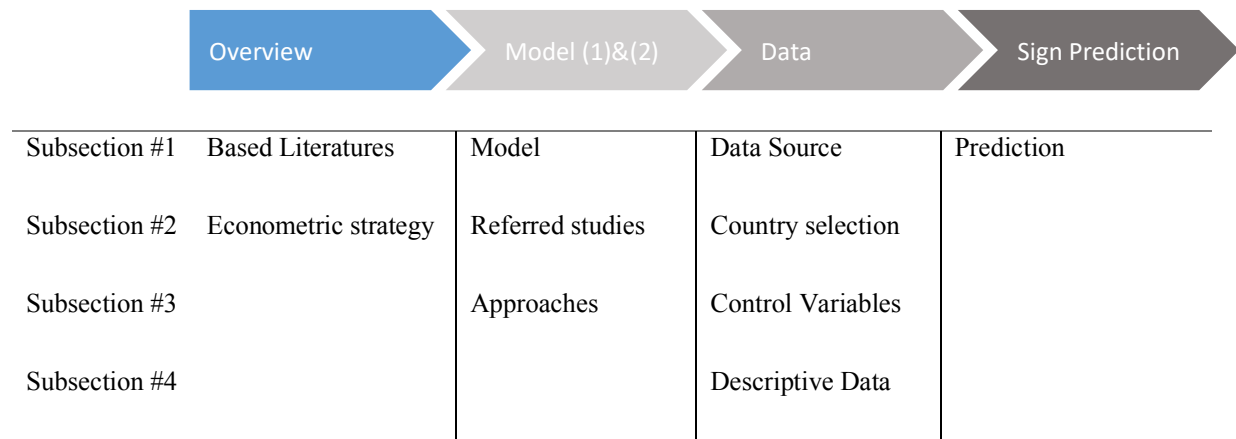 Overview Model (1)&(2) Data Sign Prediction
Subsection #1 Based Literatures Model Data Source Prediction
Subsection #2 Econometric strategy Referred studies Country selection
Subsection #3 Approaches Control Variables
Subsection #4 Descriptive Data